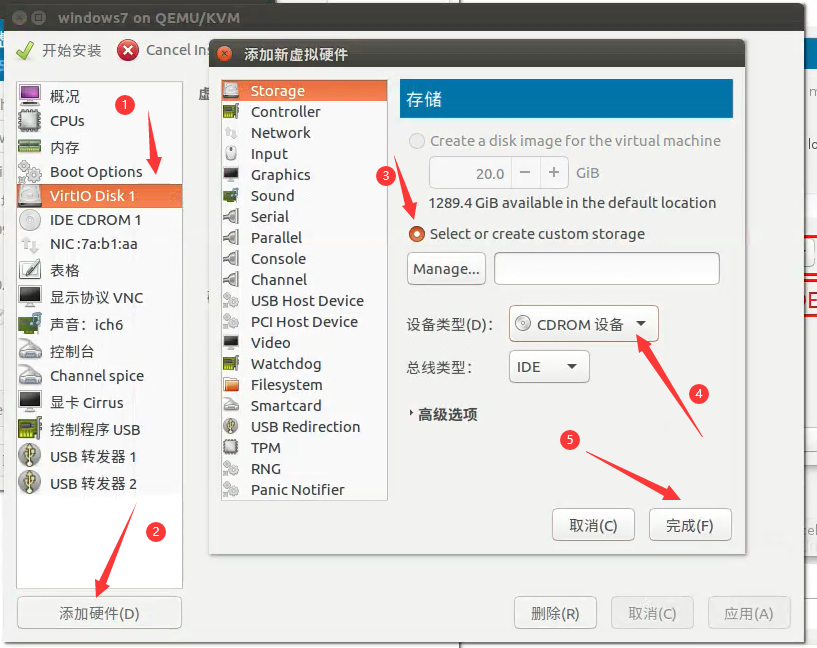 windows7 on QEMU/KVM
开始安装
Cancel Ins
添加新虚拟硬件
概况
CPUs
内存
Boot Options
VirtIO Disk 1
IDE CDROM 1
NIC :7a:b1:aa
表格
显示协议 VNC
声音：ich6
控制台
Channel spice
显卡 Cirrus
控制程序 USB
USB 转发器 1
USB 转发器 2
添加硬件(D)
1
2
Storage
Controller
Network
Input
Graphics
Sound
Serial
Parallel
Console
Channel
USB Host Device
PCI Host Device
Video
Watchdog
Filesystem
Smartcard
USB Redirection
TPM
RNG
Panic Notifier
存储
Create a disk image for the virtual machine
20.0 − + GiB
1289.4 GiB available in the default location
3
Select or create custom storage
Manage...
设备类型(D)： CDROM 设备
总线类型： IDE
4
高级选项
5
取消(C) 完成(F)
删除(R) 取消(C) 应用(A)